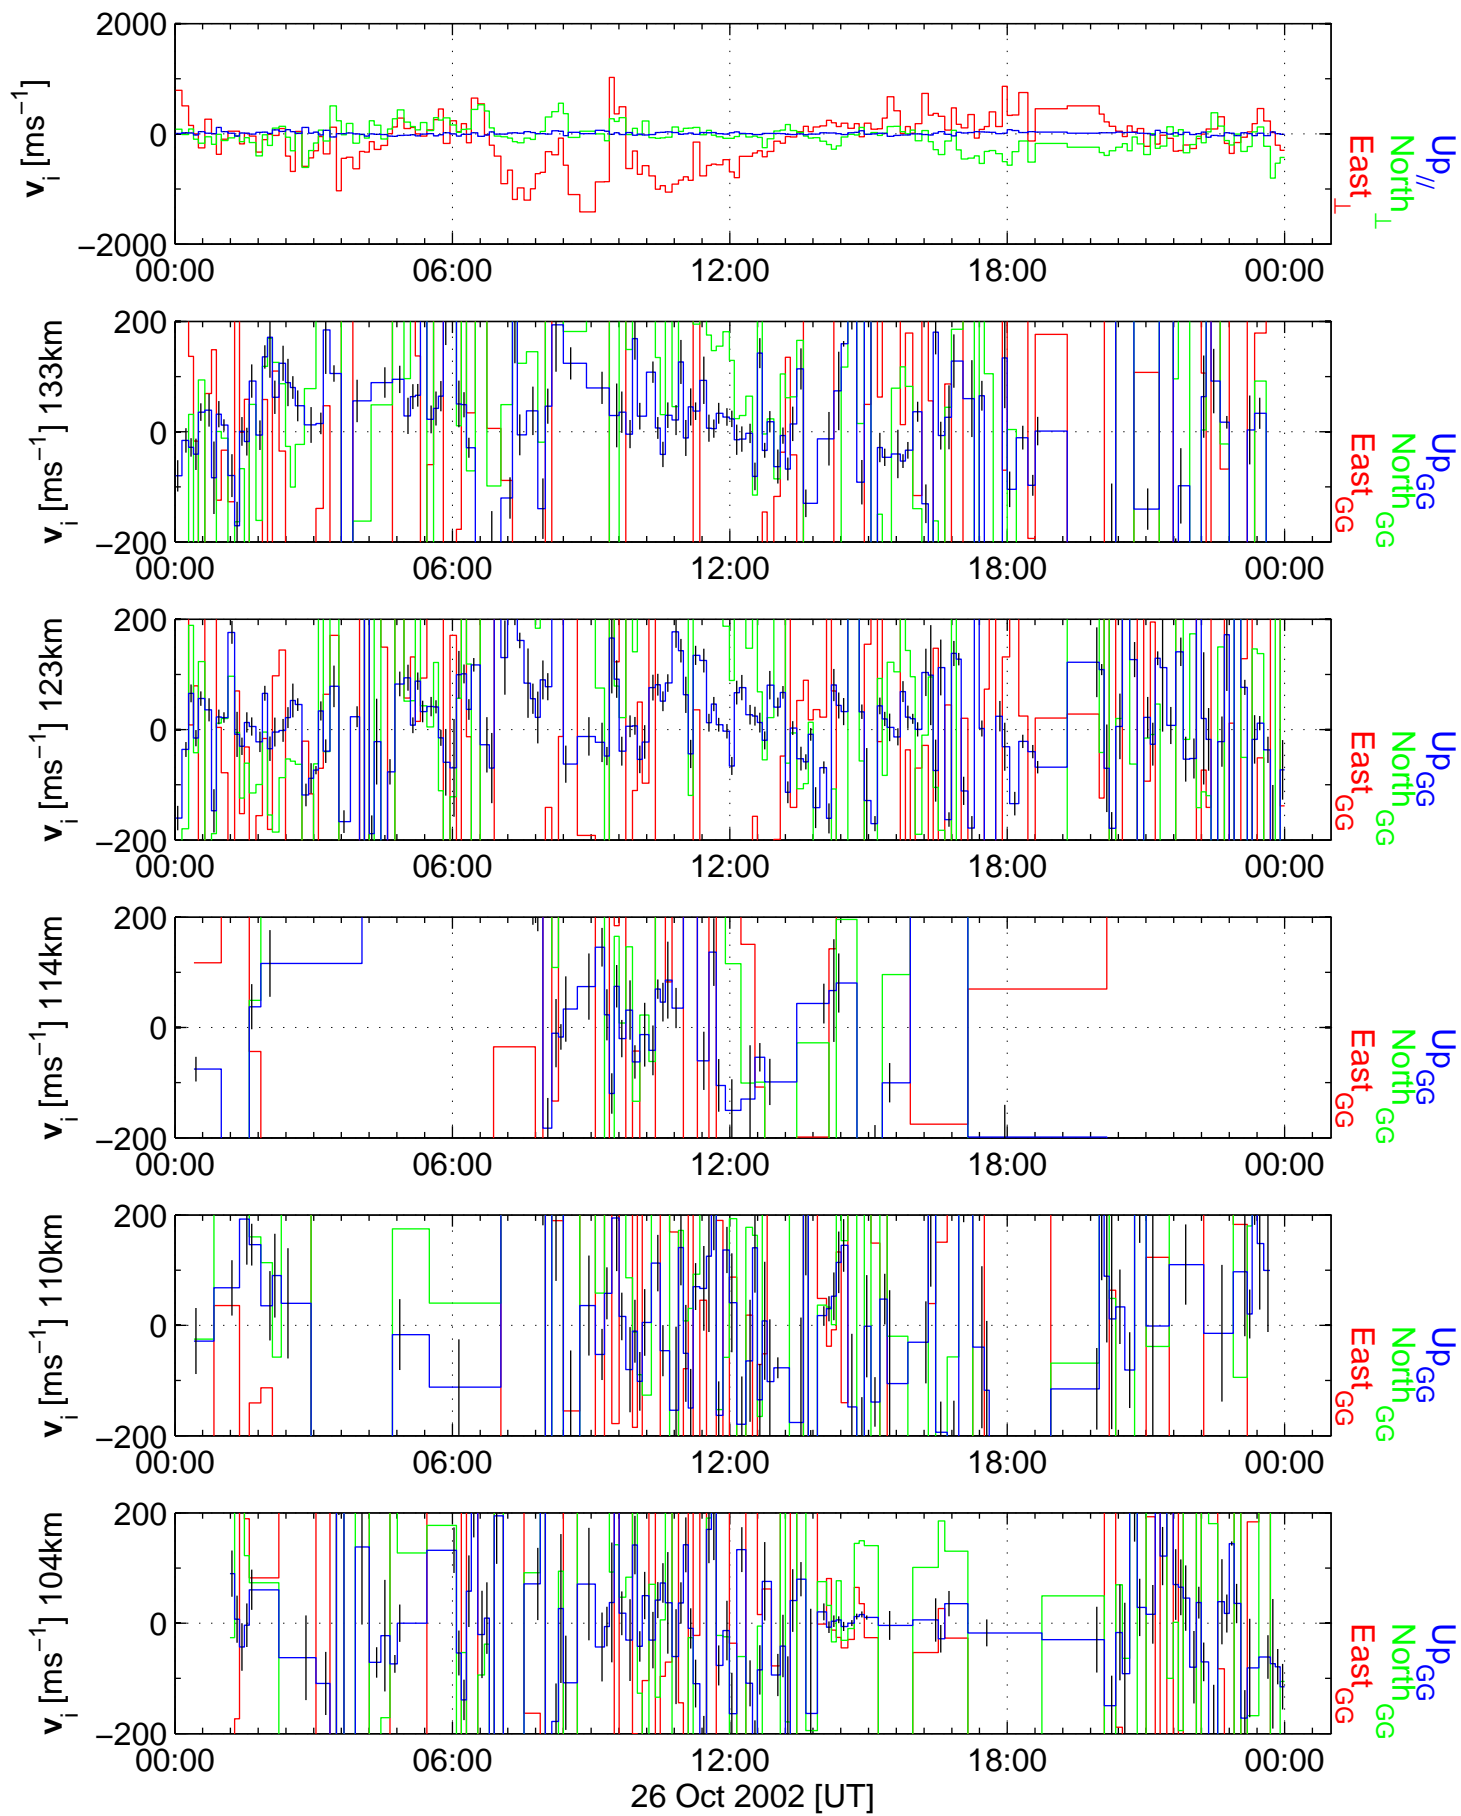 2000
0
−2000
v_i [ms^−1]
00:00 06:00 12:00 18:00 00:00
Up_//
North_⊥
East_⊥
200
0
−200
v_i [ms^−1] 133km
00:00 06:00 12:00 18:00 00:00
Up_GG
North_GG
East_GG
200
0
−200
v_i [ms^−1] 123km
00:00 06:00 12:00 18:00 00:00
Up_GG
North_GG
East_GG
200
0
−200
v_i [ms^−1] 114km
00:00 06:00 12:00 18:00 00:00
Up_GG
North_GG
East_GG
200
0
−200
v_i [ms^−1] 110km
00:00 06:00 12:00 18:00 00:00
Up_GG
North_GG
East_GG
200
0
−200
v_i [ms^−1] 104km
00:00 06:00 12:00 18:00 00:00
Up_GG
North_GG
East_GG
26 Oct 2002 [UT]